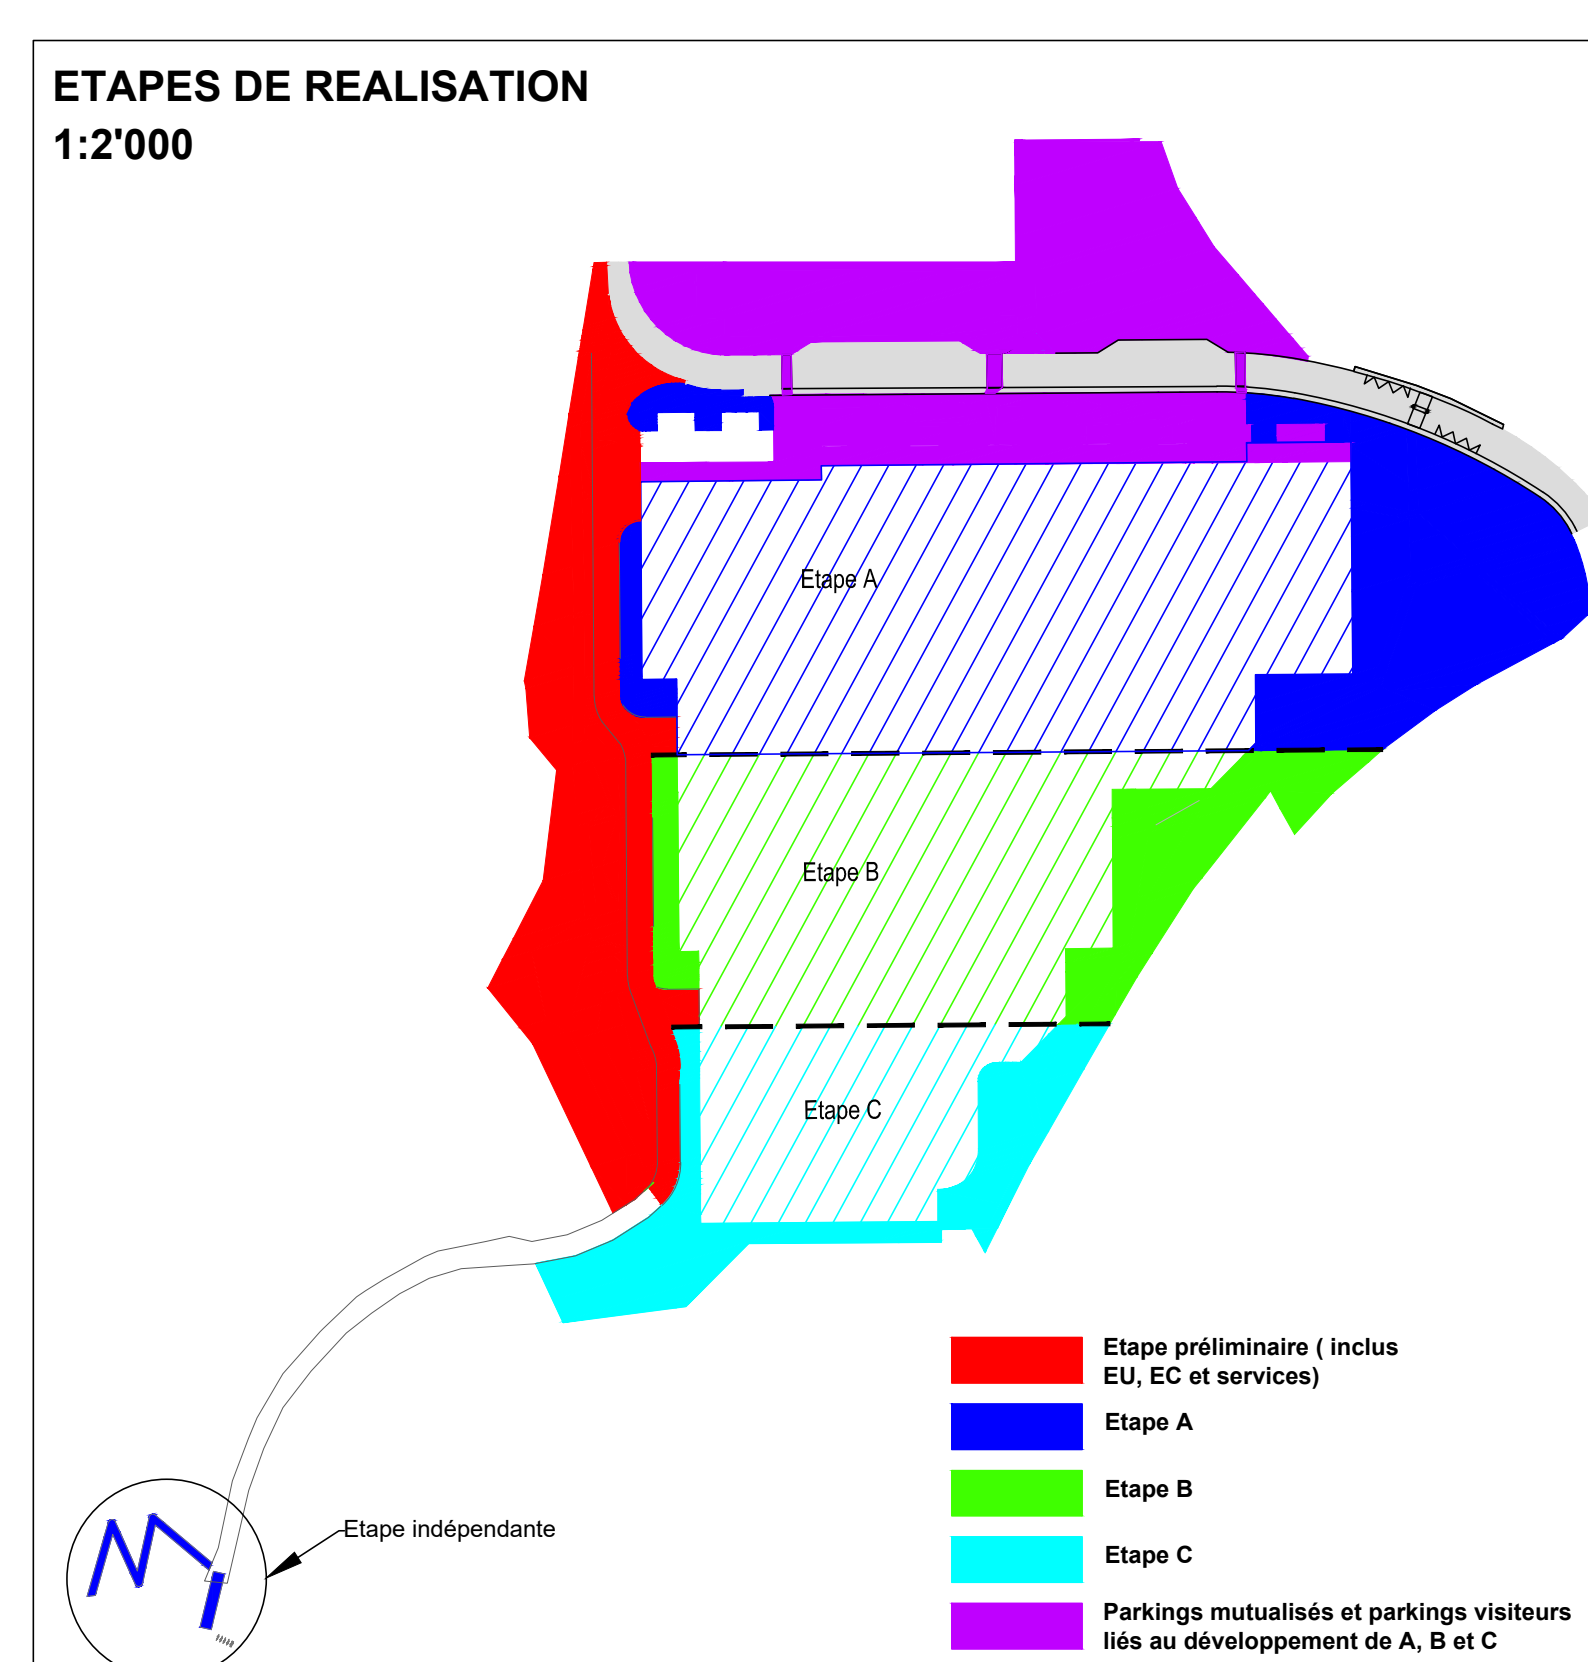 ETAPES DE REALISATION
1:2'000
Etape A
Etape B
Etape C
Etape préliminaire ( inclus
EU, EC et services)
Etape A
Etape B
Etape indépendante
Etape C
Parkings mutualisés et parkings visiteurs
liés au développement de A, B et C